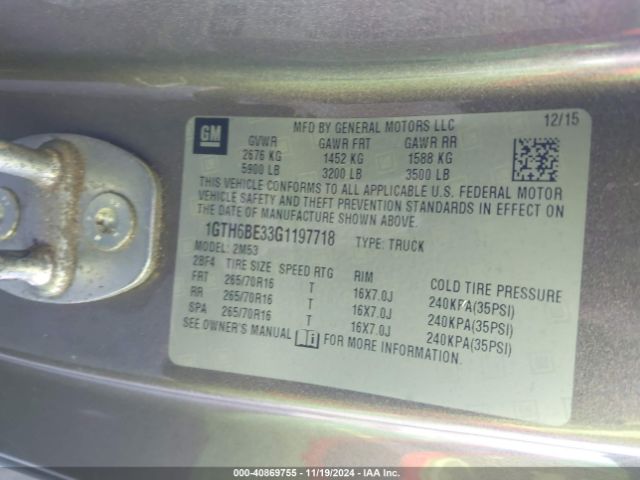 GM
MFD BY GENERAL MOTORS LLC 12/15
GVWR GAWR FRT GAWR RR
2676 KG 1452 KG 1588 KG
5900 LB 3200 LB 3500 LB
THIS VEHICLE CONFORMS TO ALL APPLICABLE U.S. FEDERAL MOTOR
VEHICLE SAFETY AND THEFT PREVENTION STANDARDS IN EFFECT ON
THE DATE OF MANUFACTURE SHOWN ABOVE.
1GTH6BE33G1197718 TYPE: TRUCK
MODEL: 2M53
2BF4 TIRE SIZE SPEED RTG RIM COLD TIRE PRESSURE
FRT 265/70R16 T 16X7.0J 240KPA(35PSI)
RR 265/70R16 T 16X7.0J 240KPA(35PSI)
SPA 265/70R16 T 16X7.0J 240KPA(35PSI)
SEE OWNER'S MANUAL FOR MORE INFORMATION.
000-40869755 - 11/19/2024 - IAA Inc.